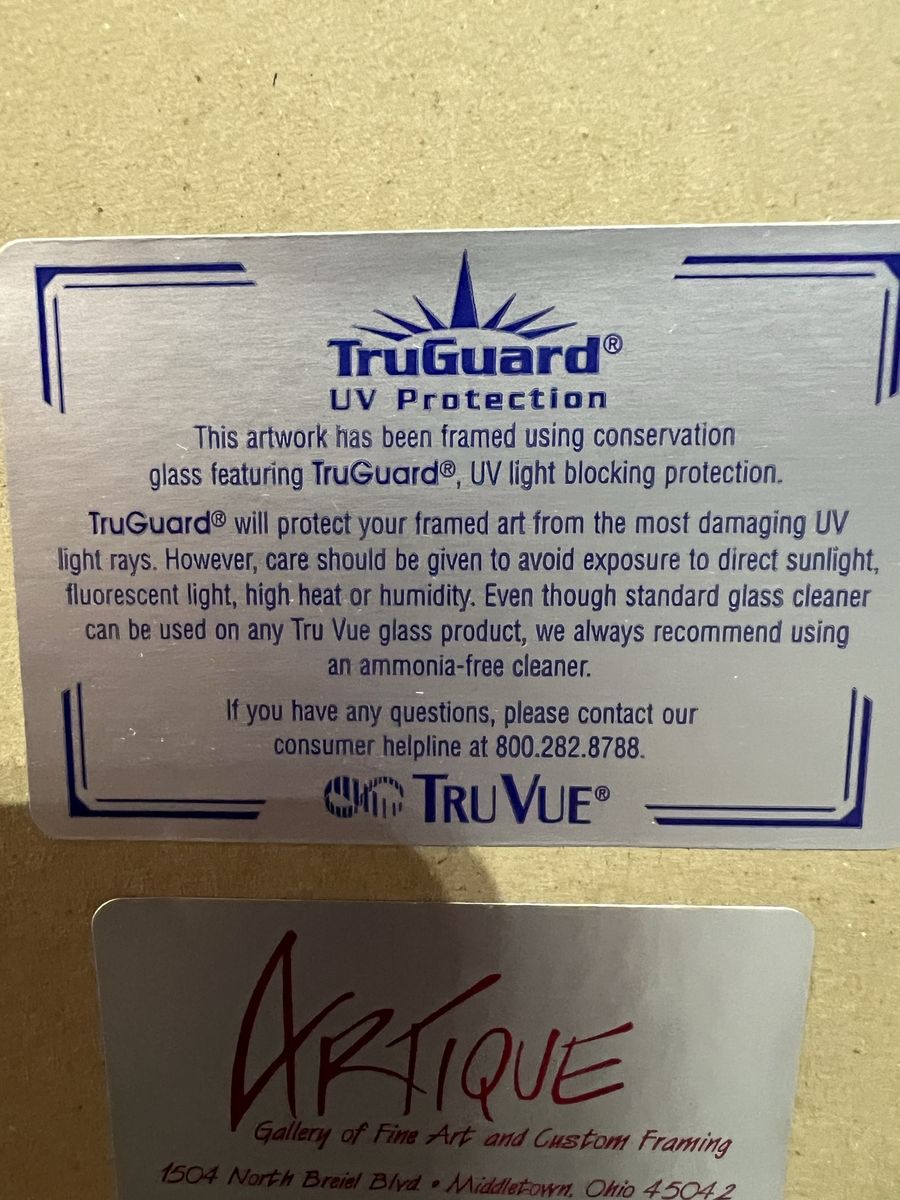 TruGuard®
UV Protection
This artwork has been framed using conservation
glass featuring TruGuard®, UV light blocking protection.
TruGuard® will protect your framed art from the most damaging UV
light rays. However, care should be given to avoid exposure to direct sunlight,
fluorescent light, high heat or humidity. Even though standard glass cleaner
can be used on any Tru Vue glass product, we always recommend using
an ammonia-free cleaner.
If you have any questions, please contact our
consumer helpline at 800.282.8788.
TRU VUE®
ARTIQUE
Gallery of Fine Art and Custom Framing
1504 North Breiel Blvd • Middletown, Ohio 45042